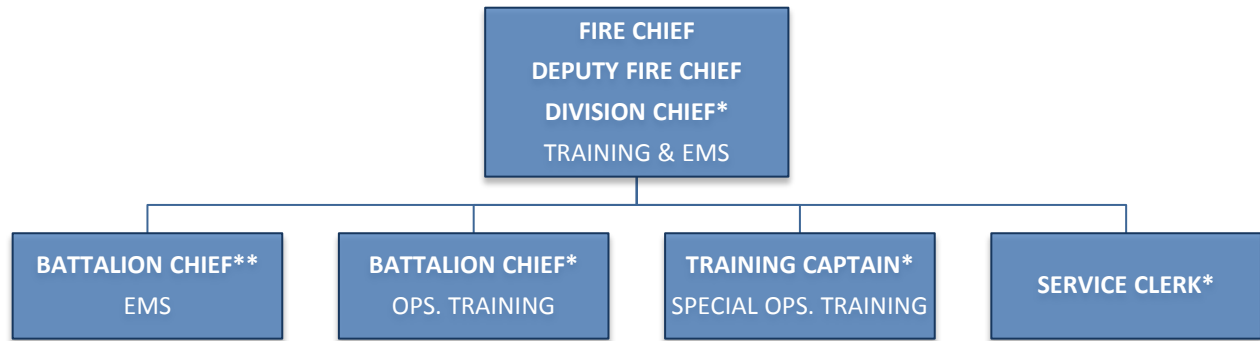 FIRE CHIEF
DEPUTY FIRE CHIEF
DIVISION CHIEF*
TRAINING & EMS
BATTALION CHIEF**
EMS
BATTALION CHIEF*
OPS. TRAINING
TRAINING CAPTAIN*
SPECIAL OPS. TRAINING
SERVICE CLERK*